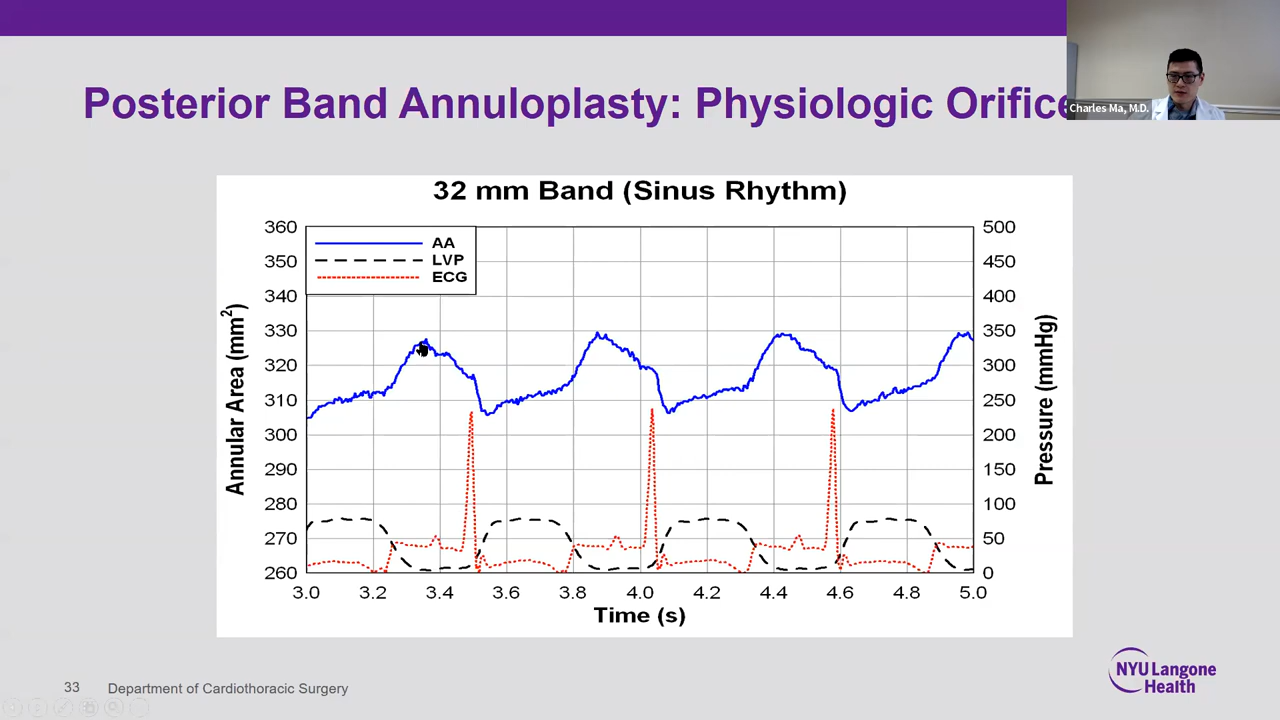 Posterior Band Annuloplasty: Physiologic Orifice
Charles Ma, M.D.
32 mm Band (Sinus Rhythm)
AA
LVP
ECG
360
350
340
330
320
310
300
290
280
270
260
Annular Area (mm²)
500
450
400
350
300
250
200
150
100
50
0
Pressure (mmHg)
3.0 3.2 3.4 3.6 3.8 4.0 4.2 4.4 4.6 4.8 5.0
Time (s)
33 Department of Cardiothoracic Surgery
NYU Langone
Health